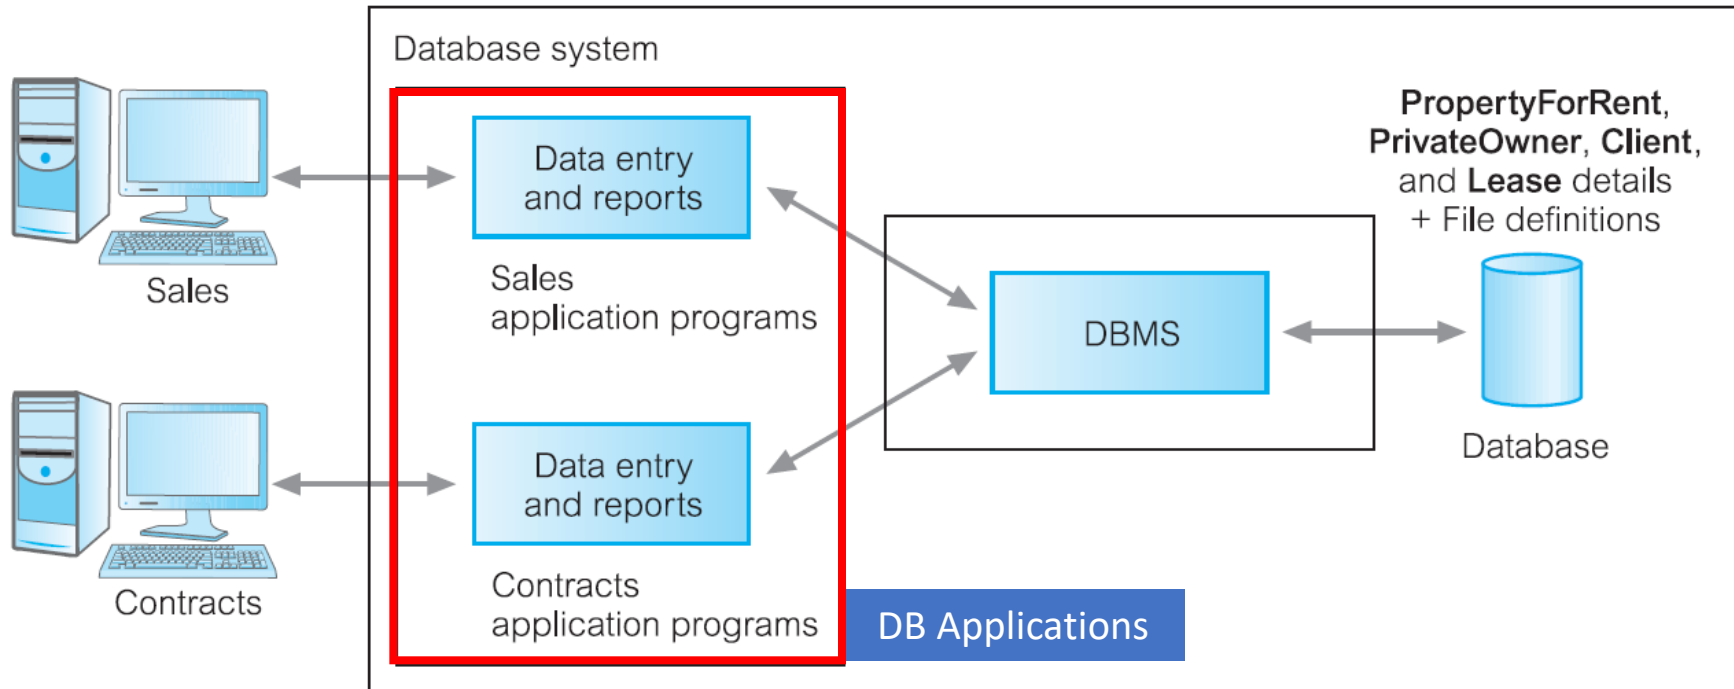 Database system
Data entry
and reports
Sales
application programs
Sales
Data entry
and reports
Contracts
application programs
Contracts
DB Applications
DBMS
PropertyForRent,
PrivateOwner, Client,
and Lease details
+ File definitions
Database